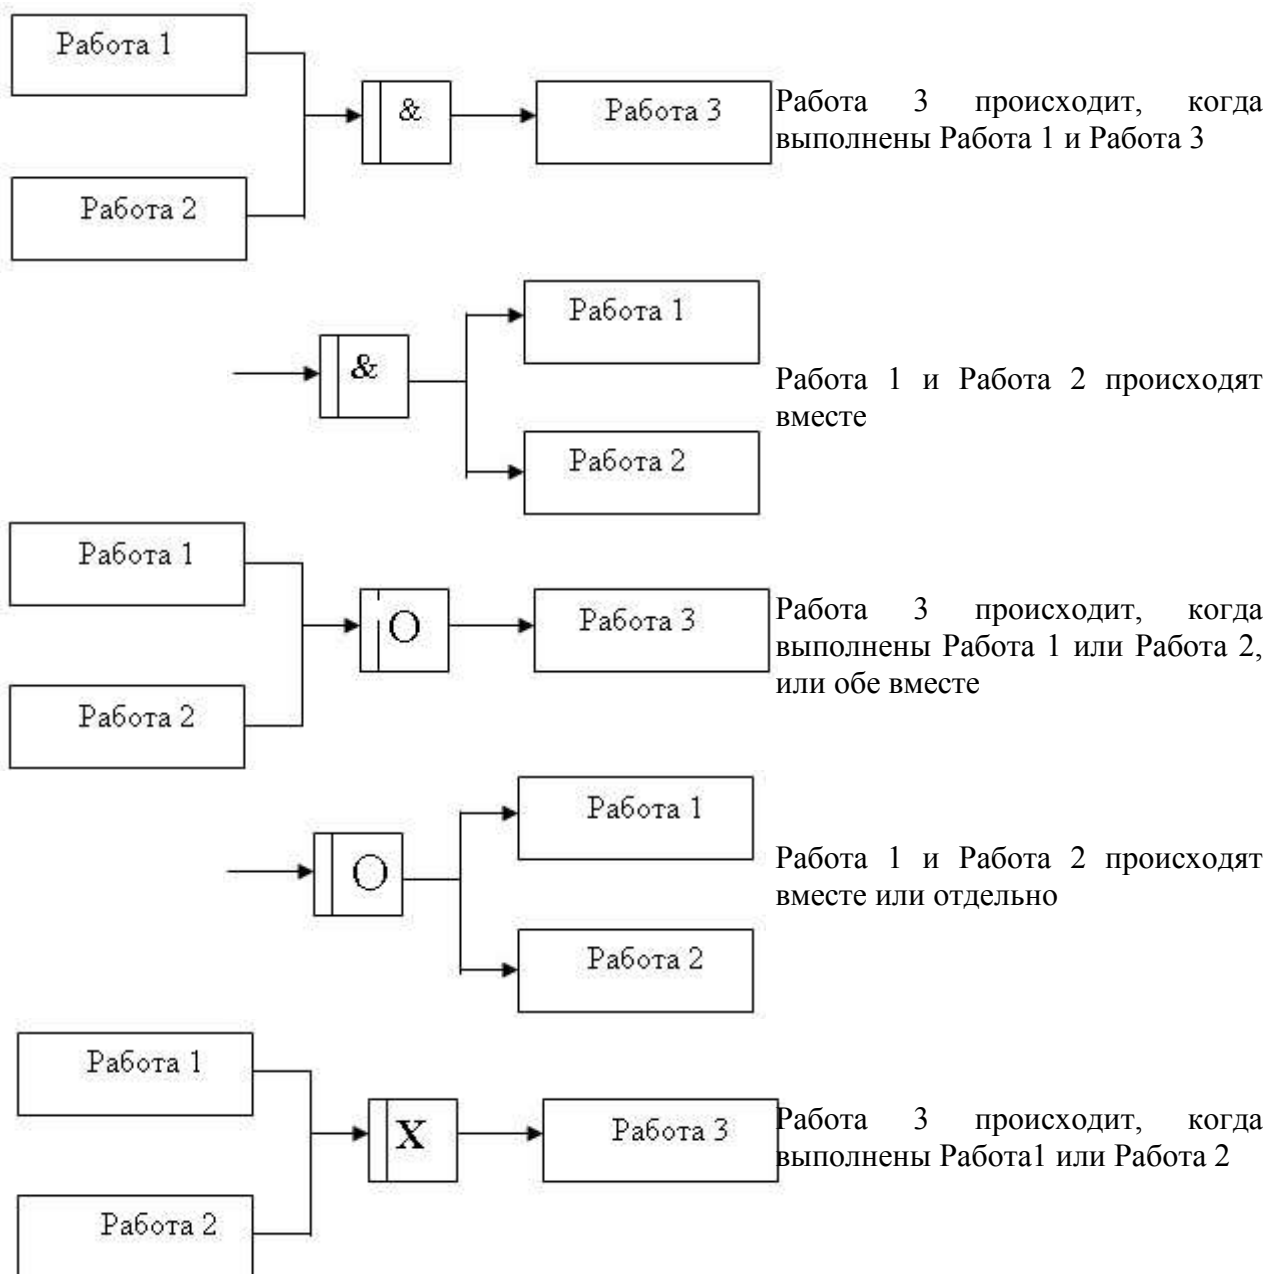 Работа 1
&
Работа 3
Работа 2
Работа 3 происходит, когда
выполнены Работа 1 и Работа 3
Работа 1
&
Работа 2
Работа 1 и Работа 2 происходят
вместе
Работа 1
О
Работа 3
Работа 2
Работа 3 происходит, когда
выполнены Работа 1 или Работа 2,
или обе вместе
Работа 1
О
Работа 2
Работа 1 и Работа 2 происходят
вместе или отдельно
Работа 1
X
Работа 3
Работа 2
Работа 3 происходит, когда
выполнены Работа1 или Работа 2